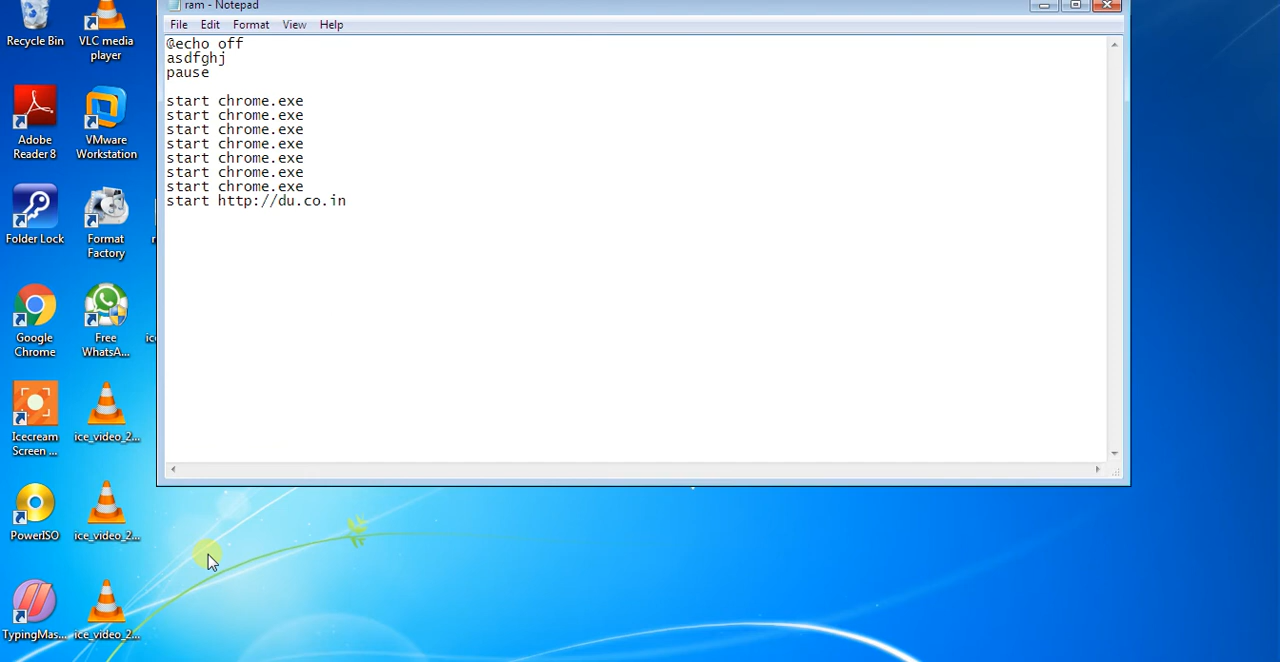 ram - Notepad
File Edit Format View Help
@echo off
asdfghj
pause
start chrome.exe
start chrome.exe
start chrome.exe
start chrome.exe
start chrome.exe
start chrome.exe
start chrome.exe
start http://du.co.in
Recycle Bin
VLC media
player
Adobe
Reader 8
VMware
Workstation
Folder Lock
Format
Factory
Google
Chrome
Free
WhatsA...
Icecream
Screen ...
ice_video_2...
PowerISO
ice_video_2...
TypingMas...
ice_video_2...